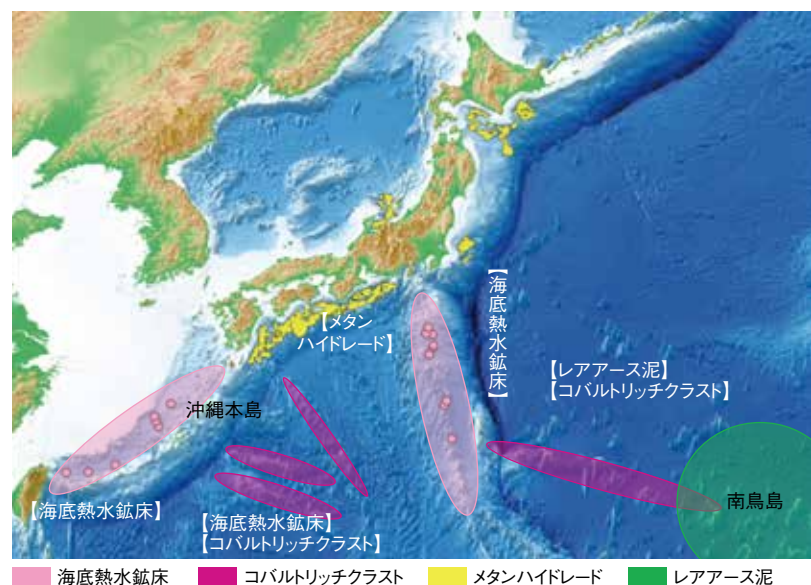 【メタン
ハイドレード】
【海底熱水鉱床】
【レアアース泥】
【コバルトリッチクラスト】
沖縄本島
南鳥島
【海底熱水鉱床】
【海底熱水鉱床】
【コバルトリッチクラスト】
海底熱水鉱床
コバルトリッチクラスト
メタンハイドレード
レアアース泥